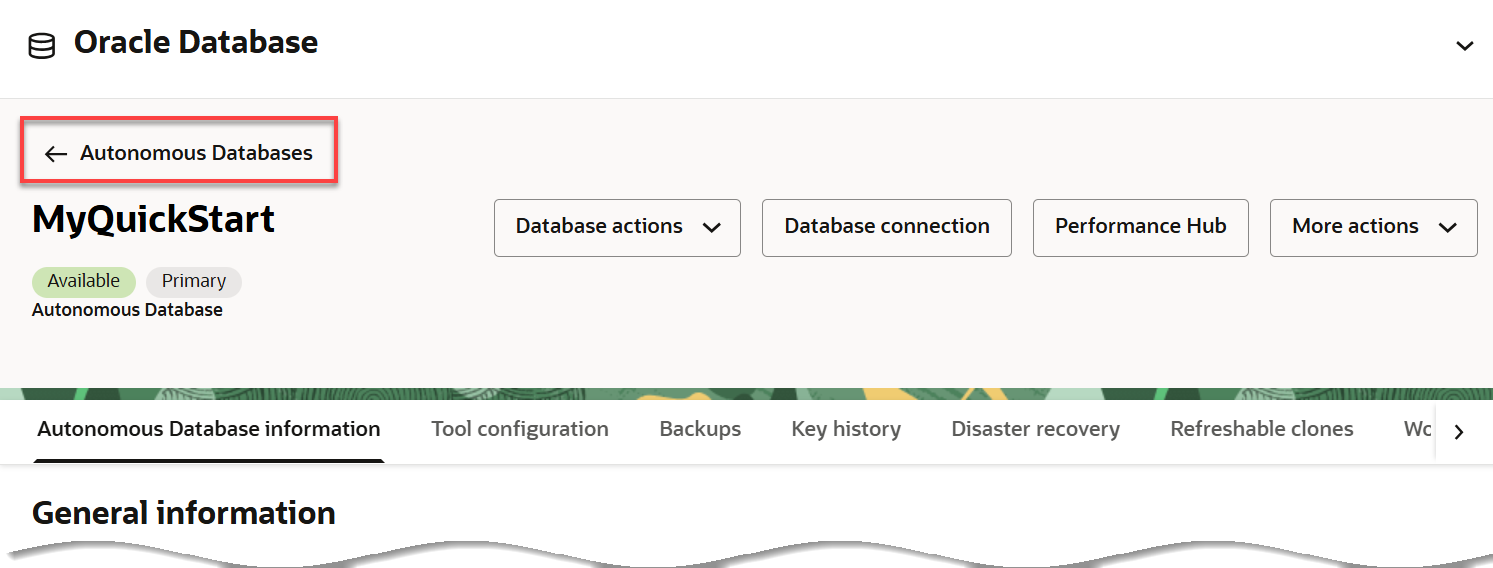 Oracle Database
Autonomous Databases
MyQuickStart
Database actions
Database connection
Performance Hub
More actions
Available
Primary
Autonomous Database
Autonomous Database information
Tool configuration
Backups
Key history
Disaster recovery
Refreshable clones
General information